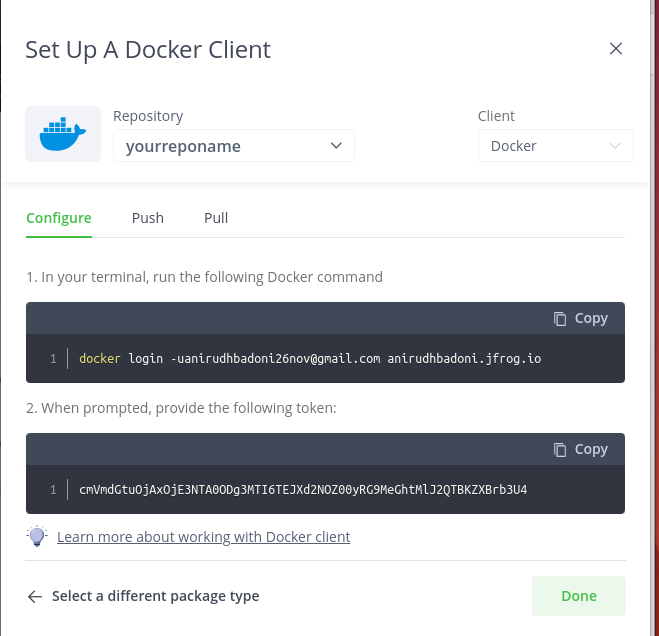 Set Up A Docker Client
Repository
Client
yourreponame
Docker
Configure
Push
Pull
1. In your terminal, run the following Docker command
Copy
1 docker login -uanirudhbadoni26nov@gmail.com anirudhbadoni.jfrog.io
2. When prompted, provide the following token:
Copy
1 cmVmdGtuOjAxOjE3NTA0ODg3MTI6TEJXd2NOZ00yRG9MeGhtMlJ2QTBKZXBrb3U4
Learn more about working with Docker client
Select a different package type
Done